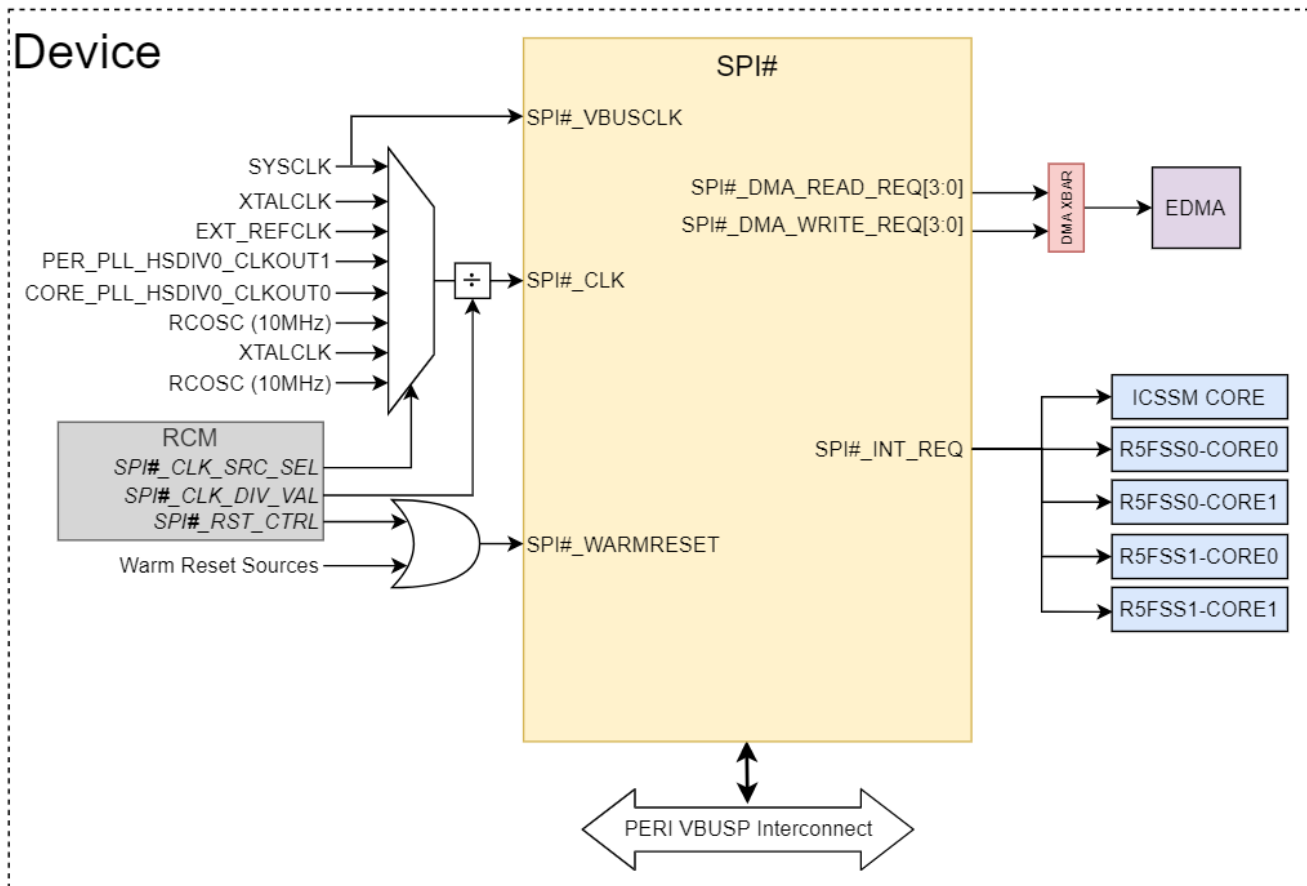 Device
SPI#
SPI#_VBUSCLK
SYSCLK
XTALCLK
EXT_REFCLK
PER_PLL_HSDIV0_CLKOUT1
CORE_PLL_HSDIV0_CLKOUT0
RCOSC (10MHz)
XTALCLK
RCOSC (10MHz)
÷
SPI#_CLK
SPI#_DMA_READ_REQ[3:0]
SPI#_DMA_WRITE_REQ[3:0]
DMA XBAR
EDMA
RCM
SPI#_CLK_SRC_SEL
SPI#_CLK_DIV_VAL
SPI#_RST_CTRL
Warm Reset Sources
SPI#_WARMRESET
SPI#_INT_REQ
ICSSM CORE
R5FSS0-CORE0
R5FSS0-CORE1
R5FSS1-CORE0
R5FSS1-CORE1
PERI VBUSP Interconnect